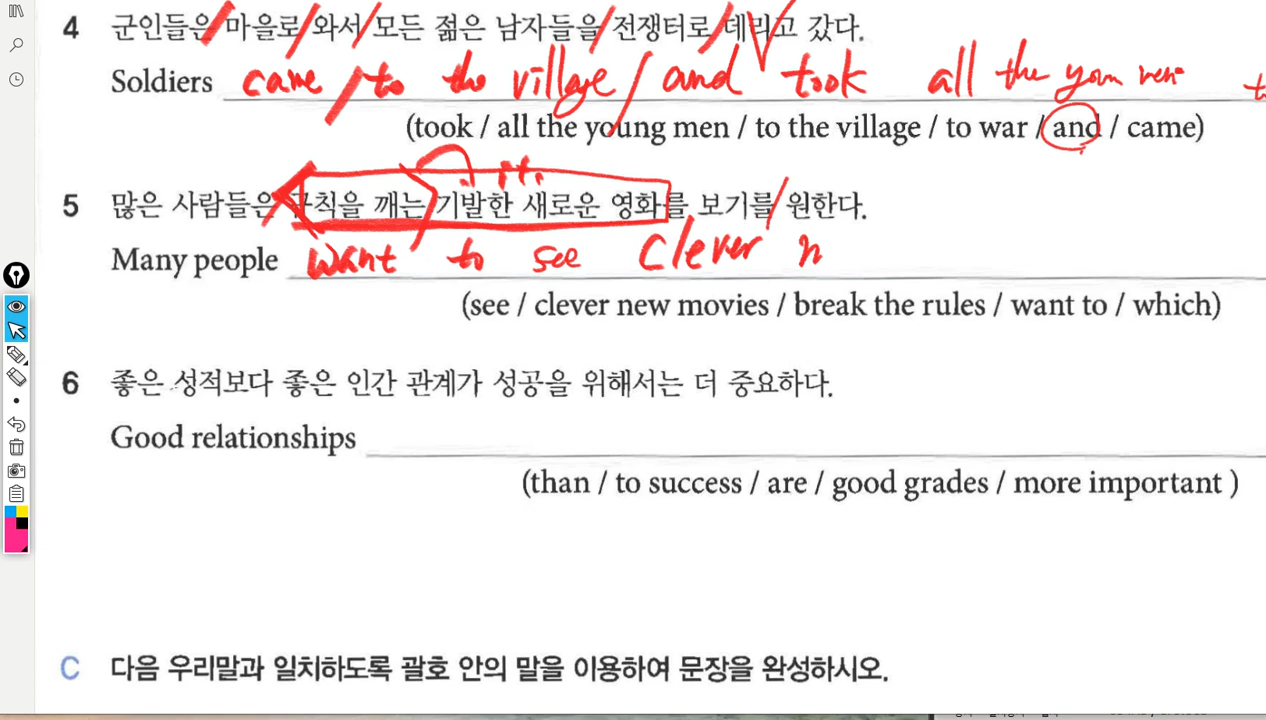 4 군인들은 마을로 와서 모든 젊은 남자들을 전쟁터로 데리고 갔다.
Soldiers came to the village and took all the
(took / all the young men / to the village / to war / and / came)
5 많은 사람들은 규칙을 깨는 기발한 새로운 영화를 보기를 원한다.
Many people want to see clever n
(see / clever new movies / break the rules / want to / which)
6 좋은 성적보다 좋은 인간 관계가 성공을 위해서는 더 중요하다.
Good relationships
(than / to success / are / good grades / more important )
C 다음 우리말과 일치하도록 괄호 안의 말을 이용하여 문장을 완성하시오.